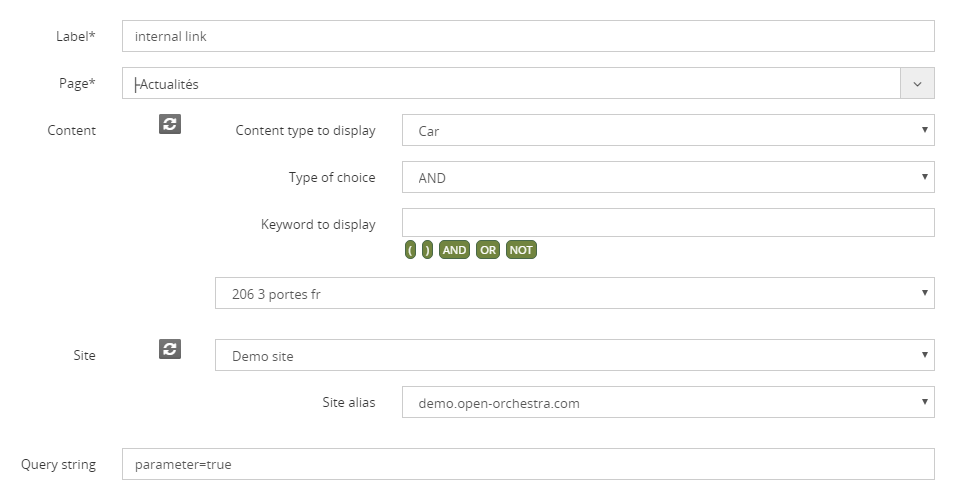 Label* internal link
Page* ├Actualités
Content Content type to display Car
Type of choice AND
Keyword to display
( ) AND OR NOT
206 3 portes fr
Site Demo site
Site alias demo.open-orchestra.com
Query string parameter=true